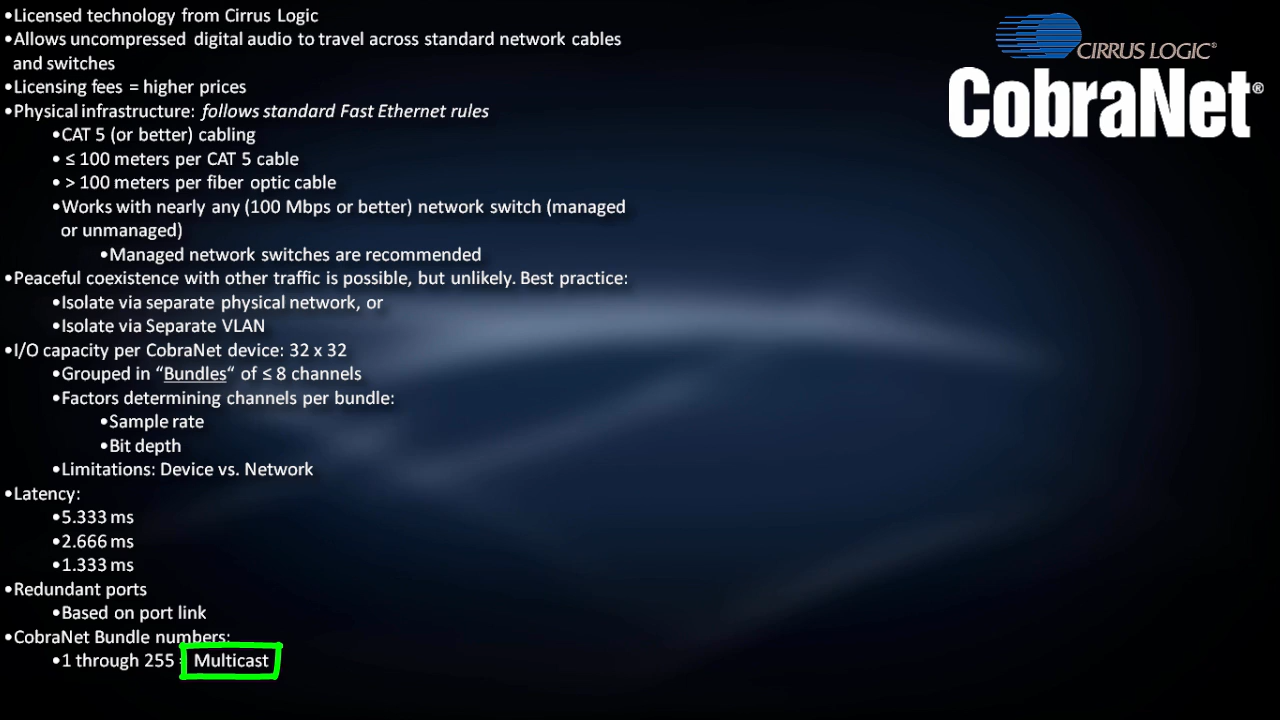 •Licensed technology from Cirrus Logic
•Allows uncompressed digital audio to travel across standard network cables
and switches
•Licensing fees = higher prices
•Physical infrastructure: follows standard Fast Ethernet rules
•CAT 5 (or better) cabling
• ≤ 100 meters per CAT 5 cable
• > 100 meters per fiber optic cable
•Works with nearly any (100 Mbps or better) network switch (managed
or unmanaged)
•Managed network switches are recommended
•Peaceful coexistence with other traffic is possible, but unlikely. Best practice:
•Isolate via separate physical network, or
•Isolate via Separate VLAN
•I/O capacity per CobraNet device: 32 x 32
•Grouped in “Bundles“ of ≤ 8 channels
•Factors determining channels per bundle:
•Sample rate
•Bit depth
•Limitations: Device vs. Network
•Latency:
•5.333 ms
•2.666 ms
•1.333 ms
•Redundant ports
•Based on port link
•CobraNet Bundle numbers:
•1 through 255 = Multicast
CIRRUS LOGIC®
CobraNet®